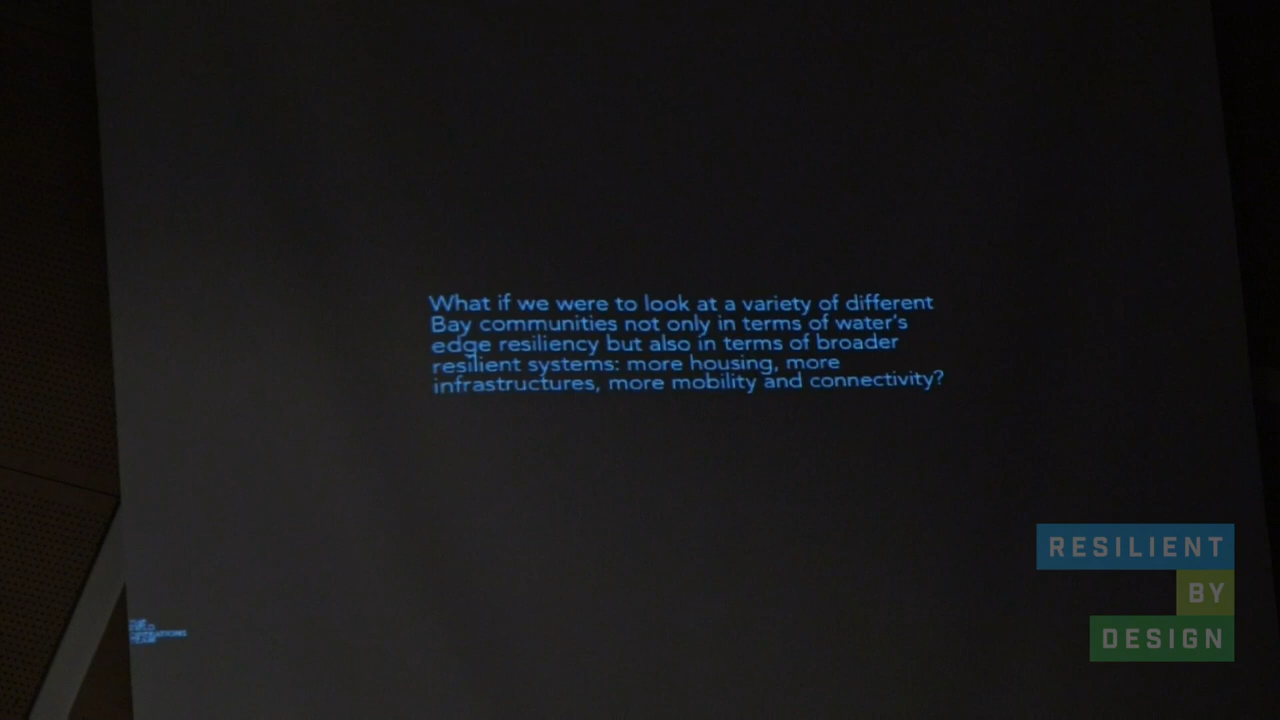 What if we were to look at a variety of different
Bay communities not only in terms of water's
edge resiliency but also in terms of broader
resilient systems: more housing, more
infrastructures, more mobility and connectivity?
RESILIENT
BY
DESIGN